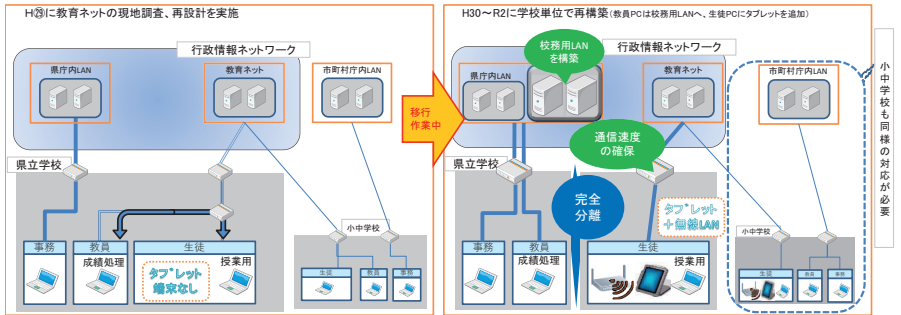 H㉙に教育ネットの現地調査、再設計を実施
行政情報ネットワーク
県庁内LAN
教育ネット
市町村庁内LAN
県立学校
事務
教員
成績処理
生徒
授業用
タブレット
端末なし
小中学校
生徒
教員
事務
移行
作業中
H30～R2に学校単位で再構築(教員PCは校務用LANへ、生徒PCにタブレットを追加)
校務用LAN
を構築
行政情報ネットワーク
県庁内LAN
教育ネット
市町村庁内LAN
通信速度
の確保
県立学校
完全
分離
タブレット
＋無線LAN
事務
教員
成績処理
生徒
授業用
小中学校
生徒
教員
事務
小中学校も同様の対応が必要